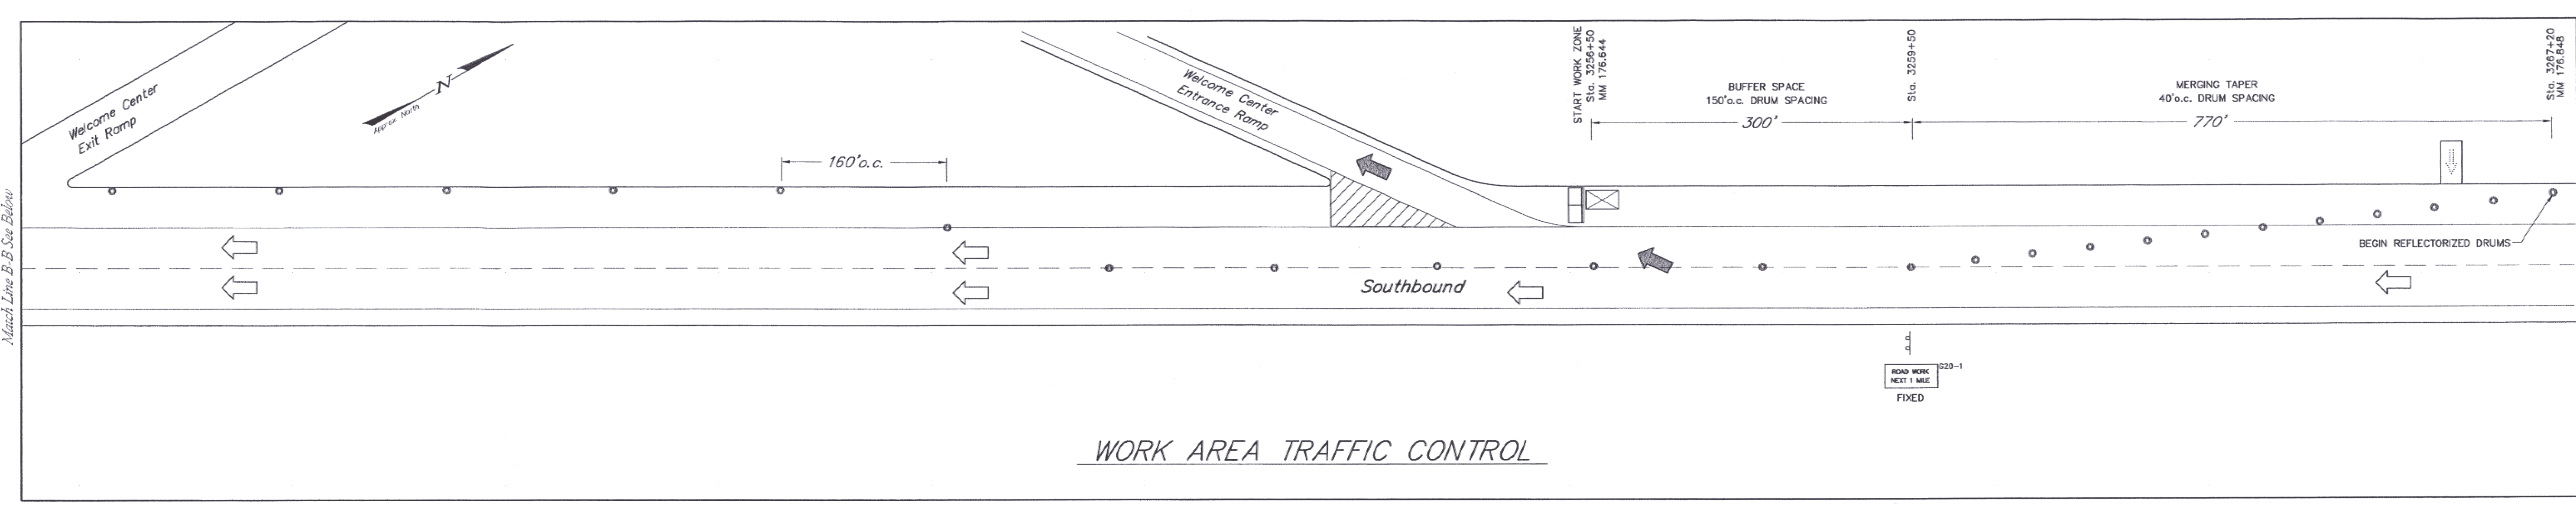 START WORK ZONE
Sta. 3256+50
MM 176.644
Sta. 3259+50
Sta. 3267+20
MM 176.848
BUFFER SPACE
150'o.c. DRUM SPACING
MERGING TAPER
40'o.c. DRUM SPACING
300'
770'
Welcome Center
Exit Ramp
N
Approx. North
Welcome Center
Entrance Ramp
160'o.c.
BEGIN REFLECTORIZED DRUMS
Southbound
Match Line B-B See Below
G20-1
ROAD WORK
NEXT 1 MILE
FIXED
WORK AREA TRAFFIC CONTROL